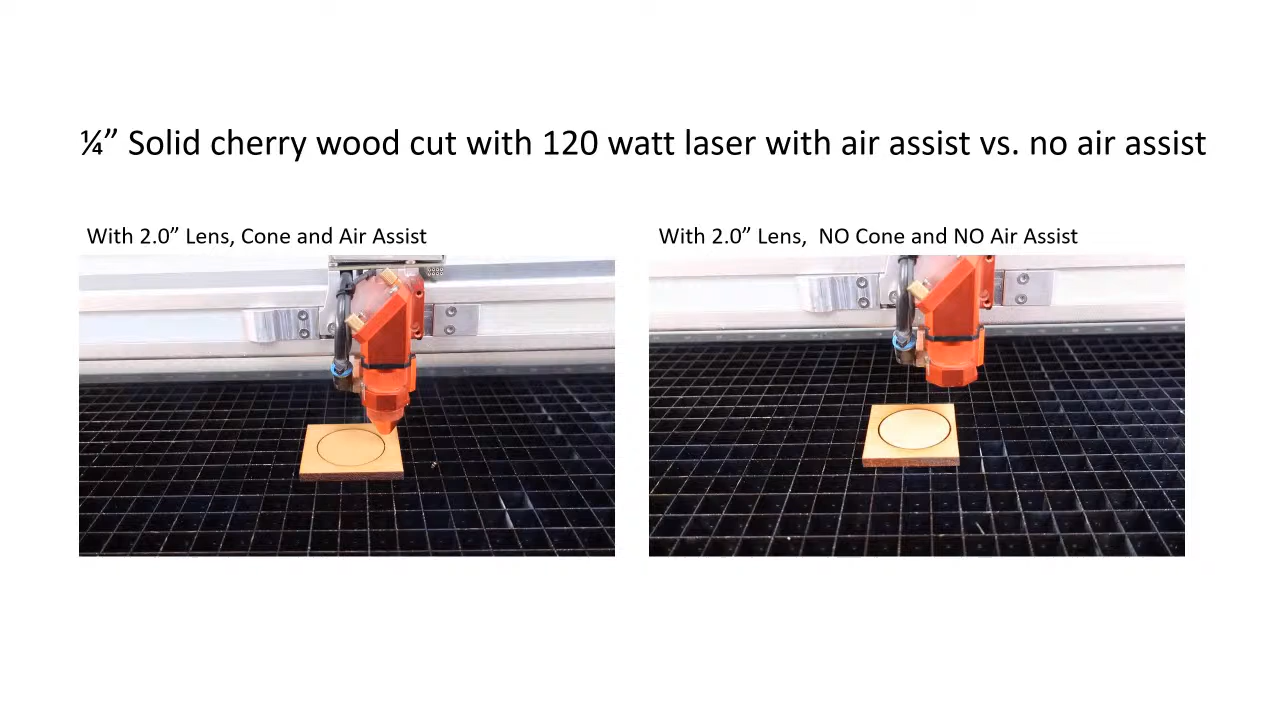 ¼” Solid cherry wood cut with 120 watt laser with air assist vs. no air assist
With 2.0” Lens, Cone and Air Assist
With 2.0” Lens,  NO Cone and NO Air Assist